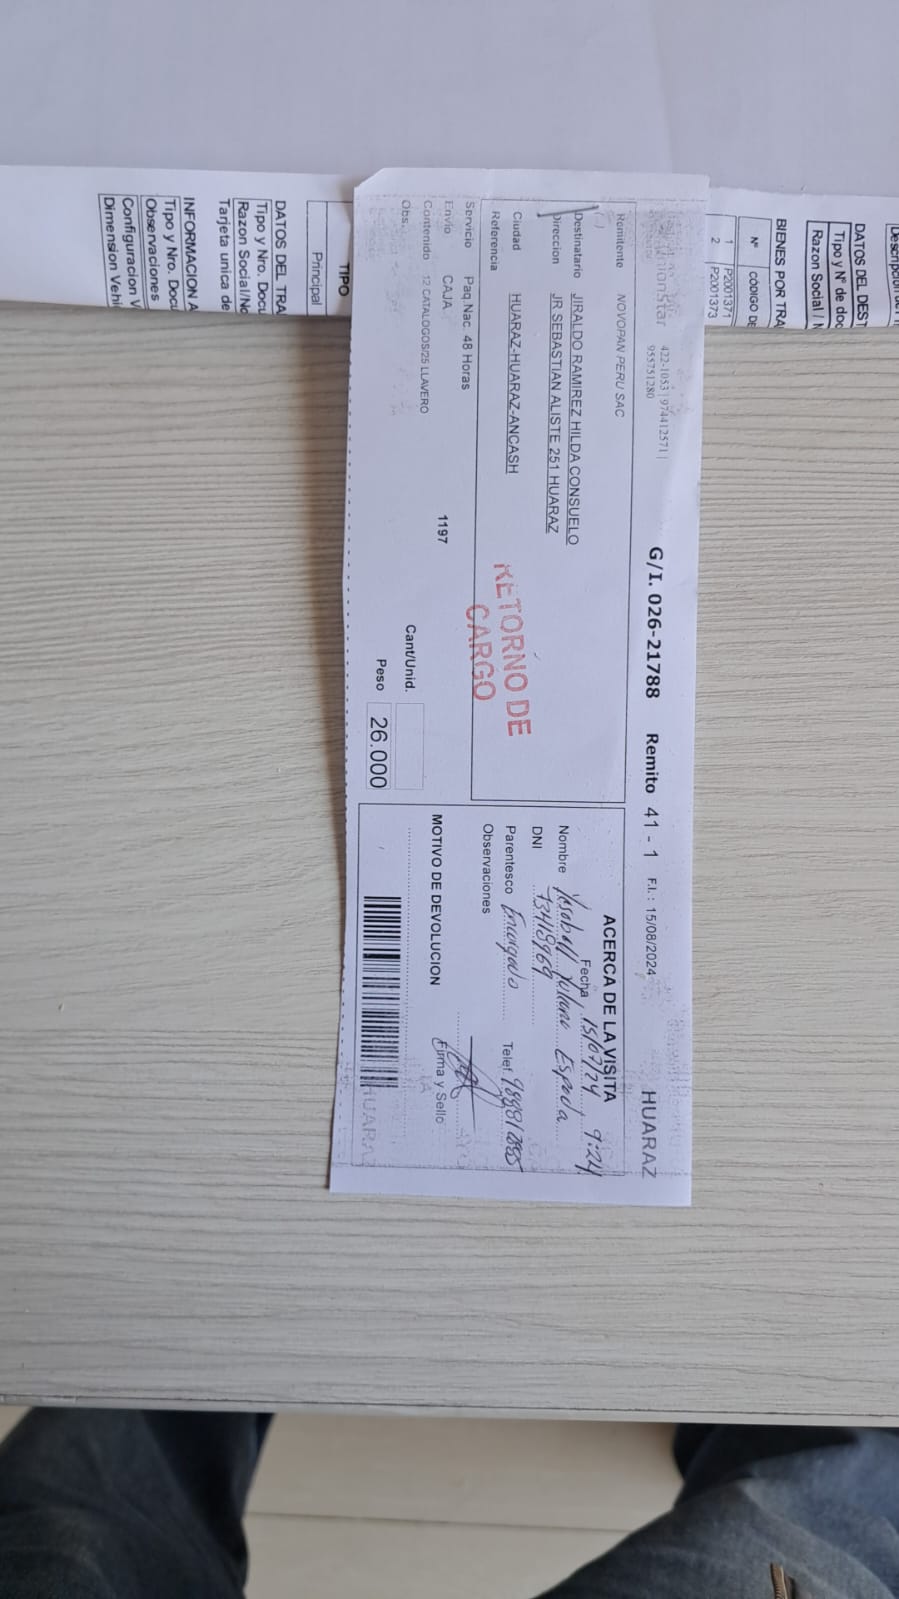 UnionStar 422-1053 | 974412571 |
955751280
G/I. 026-21788 Remito 41 - 1 F.I. : 15/08/2024 HUARAZ
Remitente NOVOPAN PERU SAC
Destinatario JIRALDO RAMIREZ HILDA CONSUELO
Direccion JR SEBASTIAN ALISTE 251 HUARAZ
Ciudad HUARAZ-HUARAZ-ANCASH
Referencia
RETORNO DE
CARGO
Servicio Paq.Nac. 48 Horas
Envio CAJA 1197
Contenido 12 CATALOGOS/25 LLAVERO
Obs:
Cant/Unid.
Peso 26.000
ACERCA DE LA VISITA
Fecha 15/07/24 9:24
Nombre
DNI 73418969
Parentesco Encargado Telef.
Observaciones
MOTIVO DE DEVOLUCION
Firma y Sello
HUARAZ
DATOS DEL DEST
Tipo y N° de doc
Razon Social / N
BIENES POR TRA
N° CODIGO DE
1 P2001371
2 P2001373
TIPO
Principal
DATOS DEL TRA
Tipo y Nro. Docu
Razon Social/No
Tarjeta unica de
INFORMACION A
Tipo y Nro. Docu
Observaciones
Configuracion V
Dimension Vehi